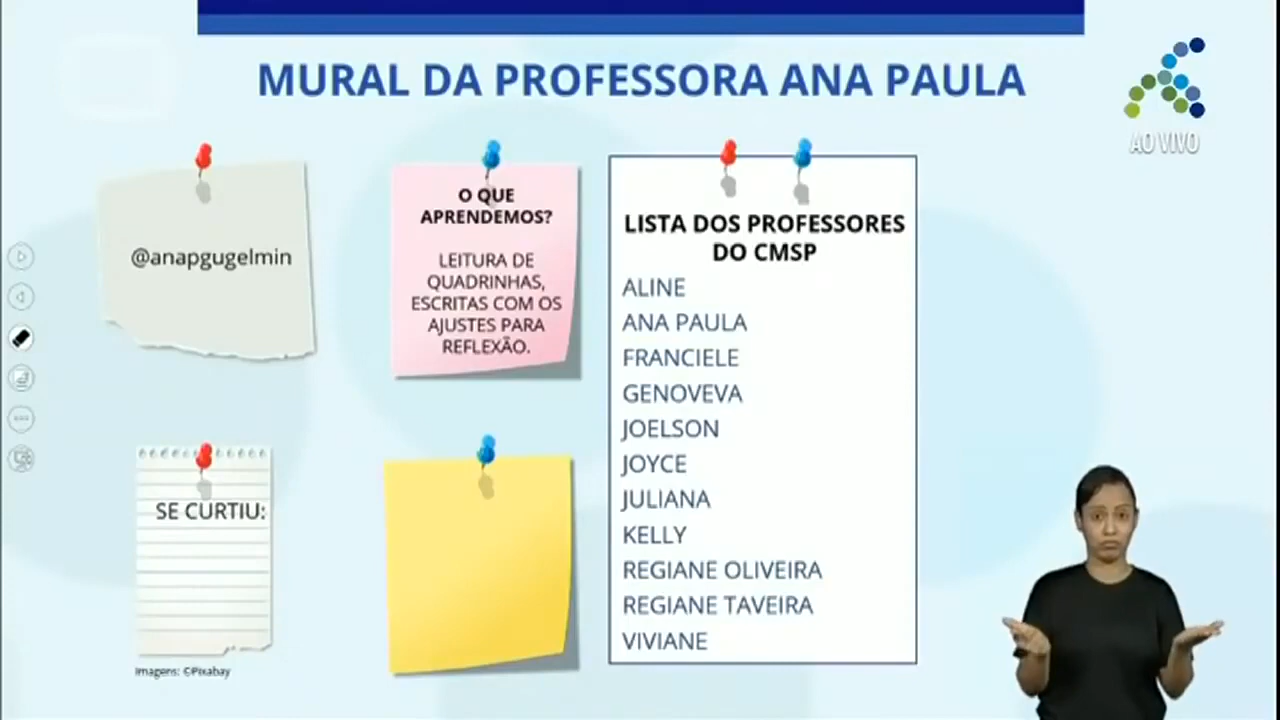 MURAL DA PROFESSORA ANA PAULA
AO VIVO
@anapgugelmin
O QUE
APRENDEMOS?
LEITURA DE
QUADRINHAS,
ESCRITAS COM OS
AJUSTES PARA
REFLEXÃO.
LISTA DOS PROFESSORES
DO CMSP
ALINE
ANA PAULA
FRANCIELE
GENOVEVA
JOELSON
JOYCE
JULIANA
KELLY
REGIANE OLIVEIRA
REGIANE TAVEIRA
VIVIANE
SE CURTIU:
Imagens: ©Pixabay